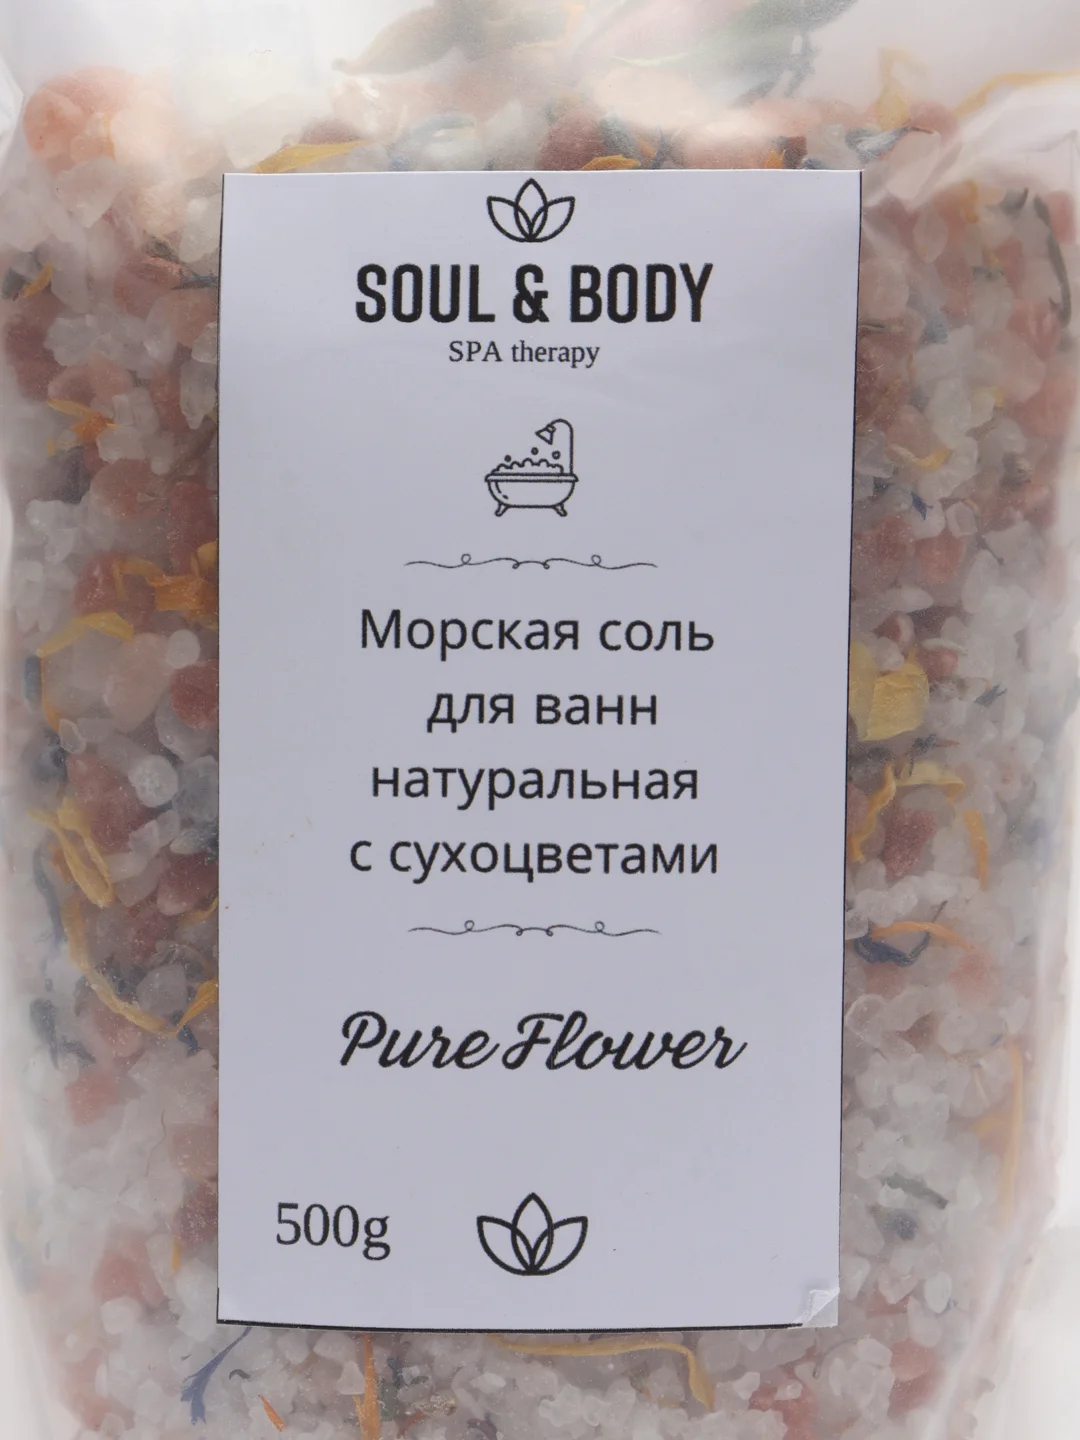 SOUL & BODY
SPA therapy
Морская соль
для ванн
натуральная
с сухоцветами
Pure Flower
500g